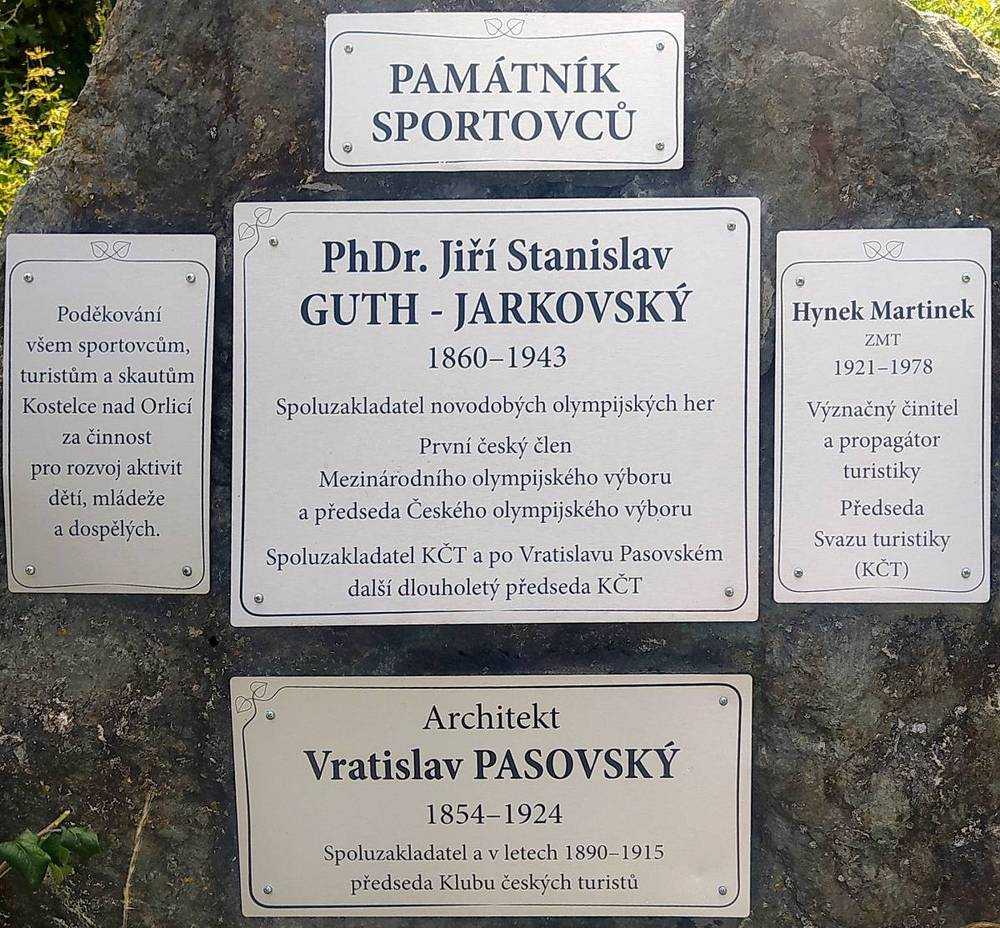 PAMÁTNÍK
SPORTOVCŮ
Poděkování
všem sportovcům,
turistům a skautům
Kostelce nad Orlicí
za činnost
pro rozvoj aktivit
dětí, mládeže
a dospělých.
PhDr. Jiří Stanislav
GUTH - JARKOVSKÝ
1860–1943
Spoluzakladatel novodobých olympijských her
První český člen
Mezinárodního olympijského výboru
a předseda Českého olympijského výboru
Spoluzakladatel KČT a po Vratislavu Pasovském
další dlouholetý předseda KČT
Hynek Martinek
ZMT
1921–1978
Význačný činitel
a propagátor
turistiky
Předseda
Svazu turistiky
(KČT)
Architekt
Vratislav PASOVSKÝ
1854–1924
Spoluzakladatel a v letech 1890–1915
předseda Klubu českých turistů